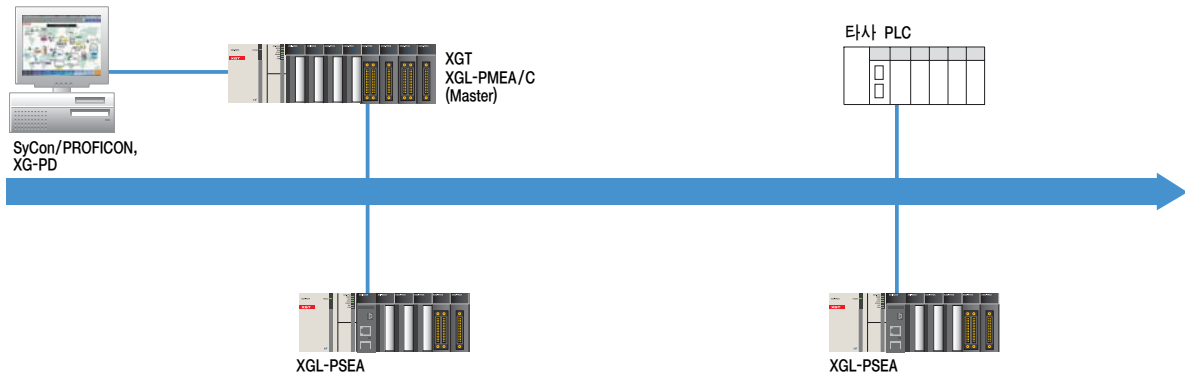 SyCon/PROFICON,
XG-PD
XGT
XGL-PMEA/C
(Master)
타사 PLC
XGL-PSEA
XGL-PSEA